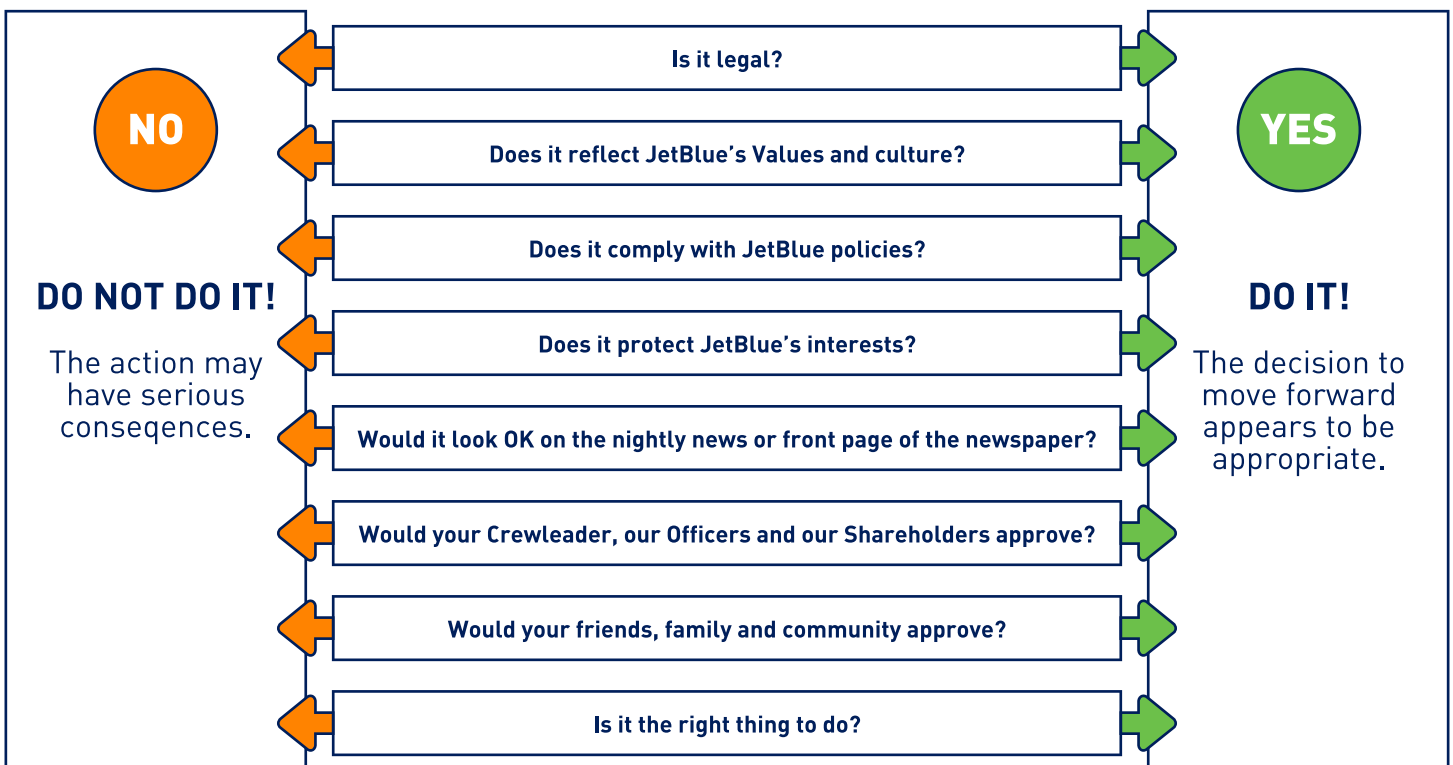 NO
DO NOT DO IT!
The action may
have serious
conseqences.
Is it legal?
Does it reflect JetBlue's Values and culture?
Does it comply with JetBlue policies?
Does it protect JetBlue's interests?
Would it look OK on the nightly news or front page of the newspaper?
Would your Crewleader, our Officers and our Shareholders approve?
Would your friends, family and community approve?
Is it the right thing to do?
YES
DO IT!
The decision to
move forward
appears to be
appropriate.